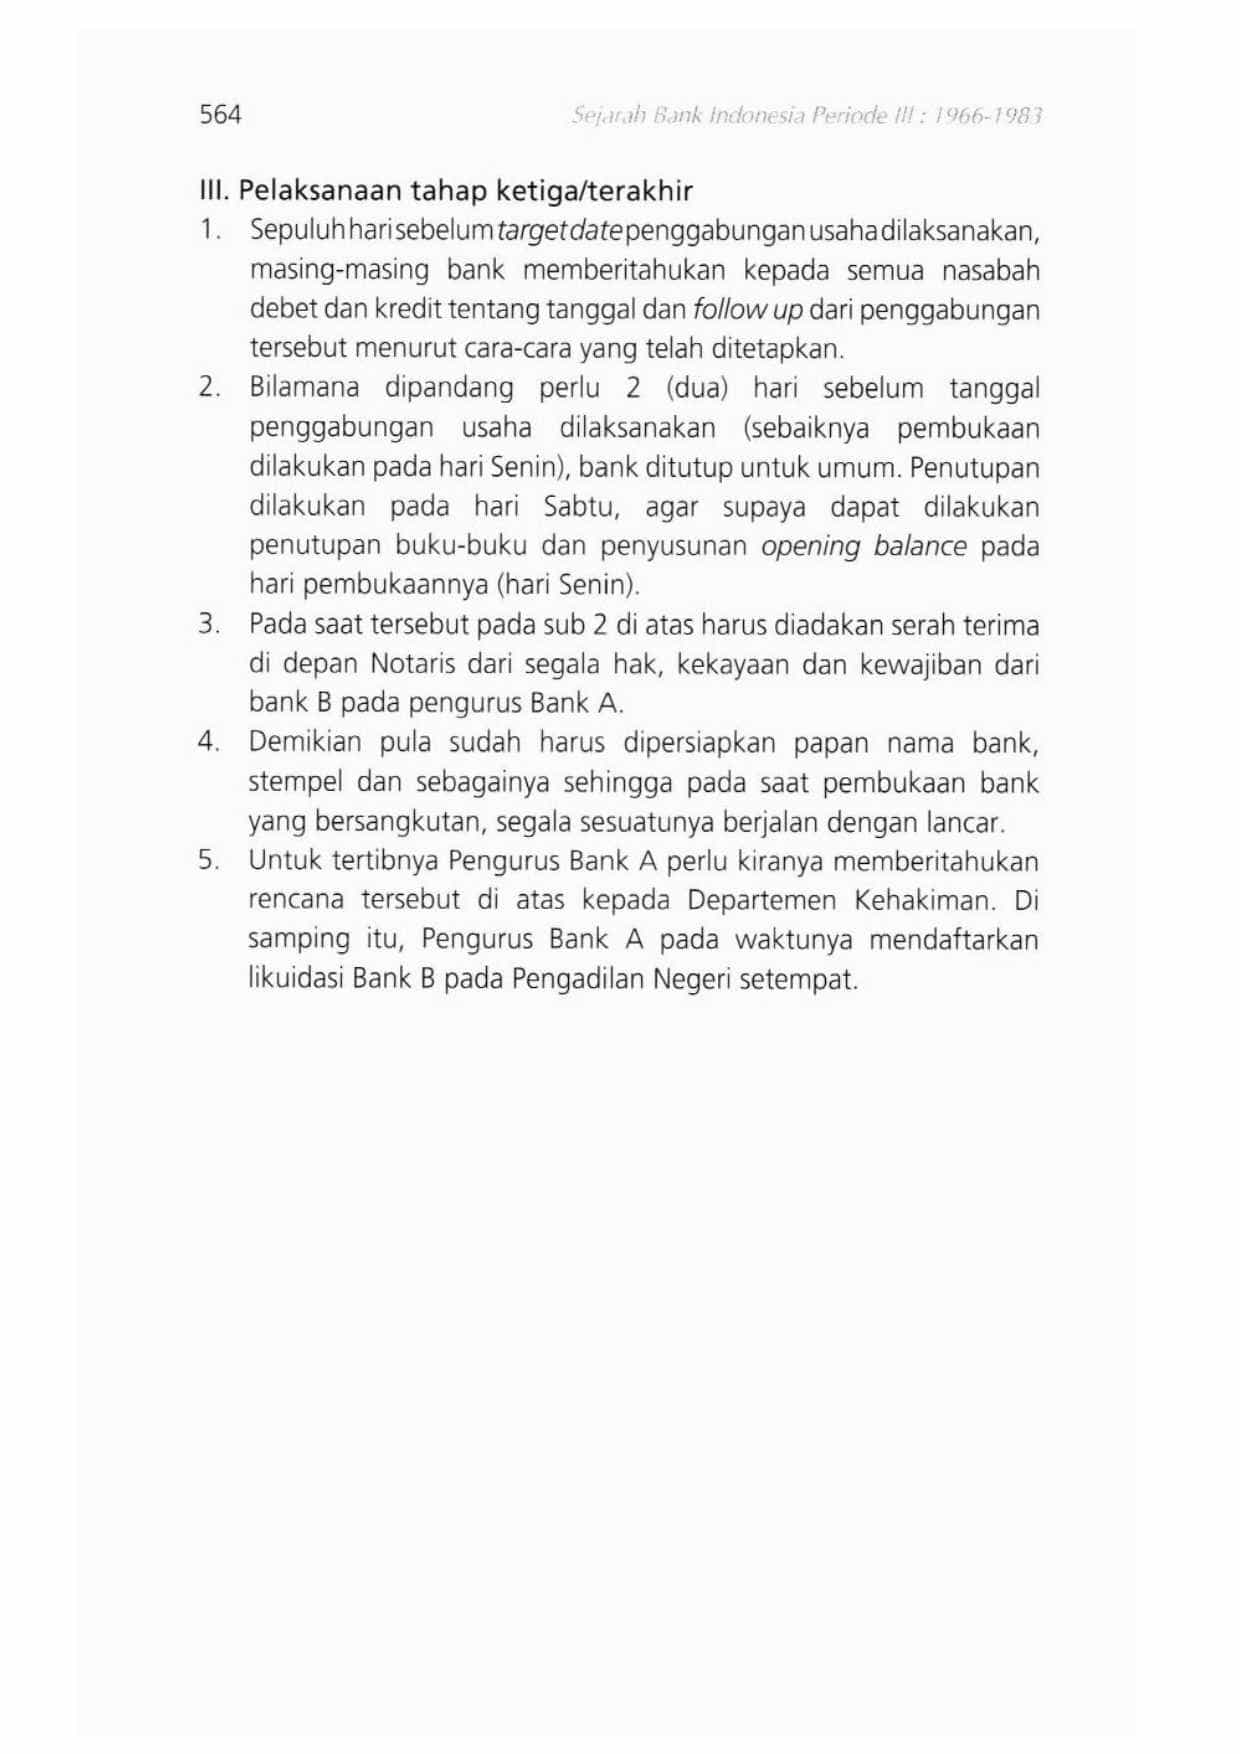 564
Sejarah Bank Indonesia Periode III : 1966-1983
III. Pelaksanaan tahap ketiga/terakhir
1. Sepuluh hari sebelum target date penggabungan usaha dilaksanakan,
masing-masing bank memberitahukan kepada semua nasabah
debet dan kredit tentang tanggal dan follow up dari penggabungan
tersebut menurut cara-cara yang telah ditetapkan.
2. Bilamana dipandang perlu 2 (dua) hari sebelum tanggal
penggabungan usaha dilaksanakan (sebaiknya pembukaan
dilakukan pada hari Senin), bank ditutup untuk umum. Penutupan
dilakukan pada hari Sabtu, agar supaya dapat dilakukan
penutupan buku-buku dan penyusunan opening balance pada
hari pembukaannya (hari Senin).
3. Pada saat tersebut pada sub 2 di atas harus diadakan serah terima
di depan Notaris dari segala hak, kekayaan dan kewajiban dari
bank B pada pengurus Bank A.
4. Demikian pula sudah harus dipersiapkan papan nama bank,
stempel dan sebagainya sehingga pada saat pembukaan bank
yang bersangkutan, segala sesuatunya berjalan dengan lancar.
5. Untuk tertibnya Pengurus Bank A perlu kiranya memberitahukan
rencana tersebut di atas kepada Departemen Kehakiman. Di
samping itu, Pengurus Bank A pada waktunya mendaftarkan
likuidasi Bank B pada Pengadilan Negeri setempat.